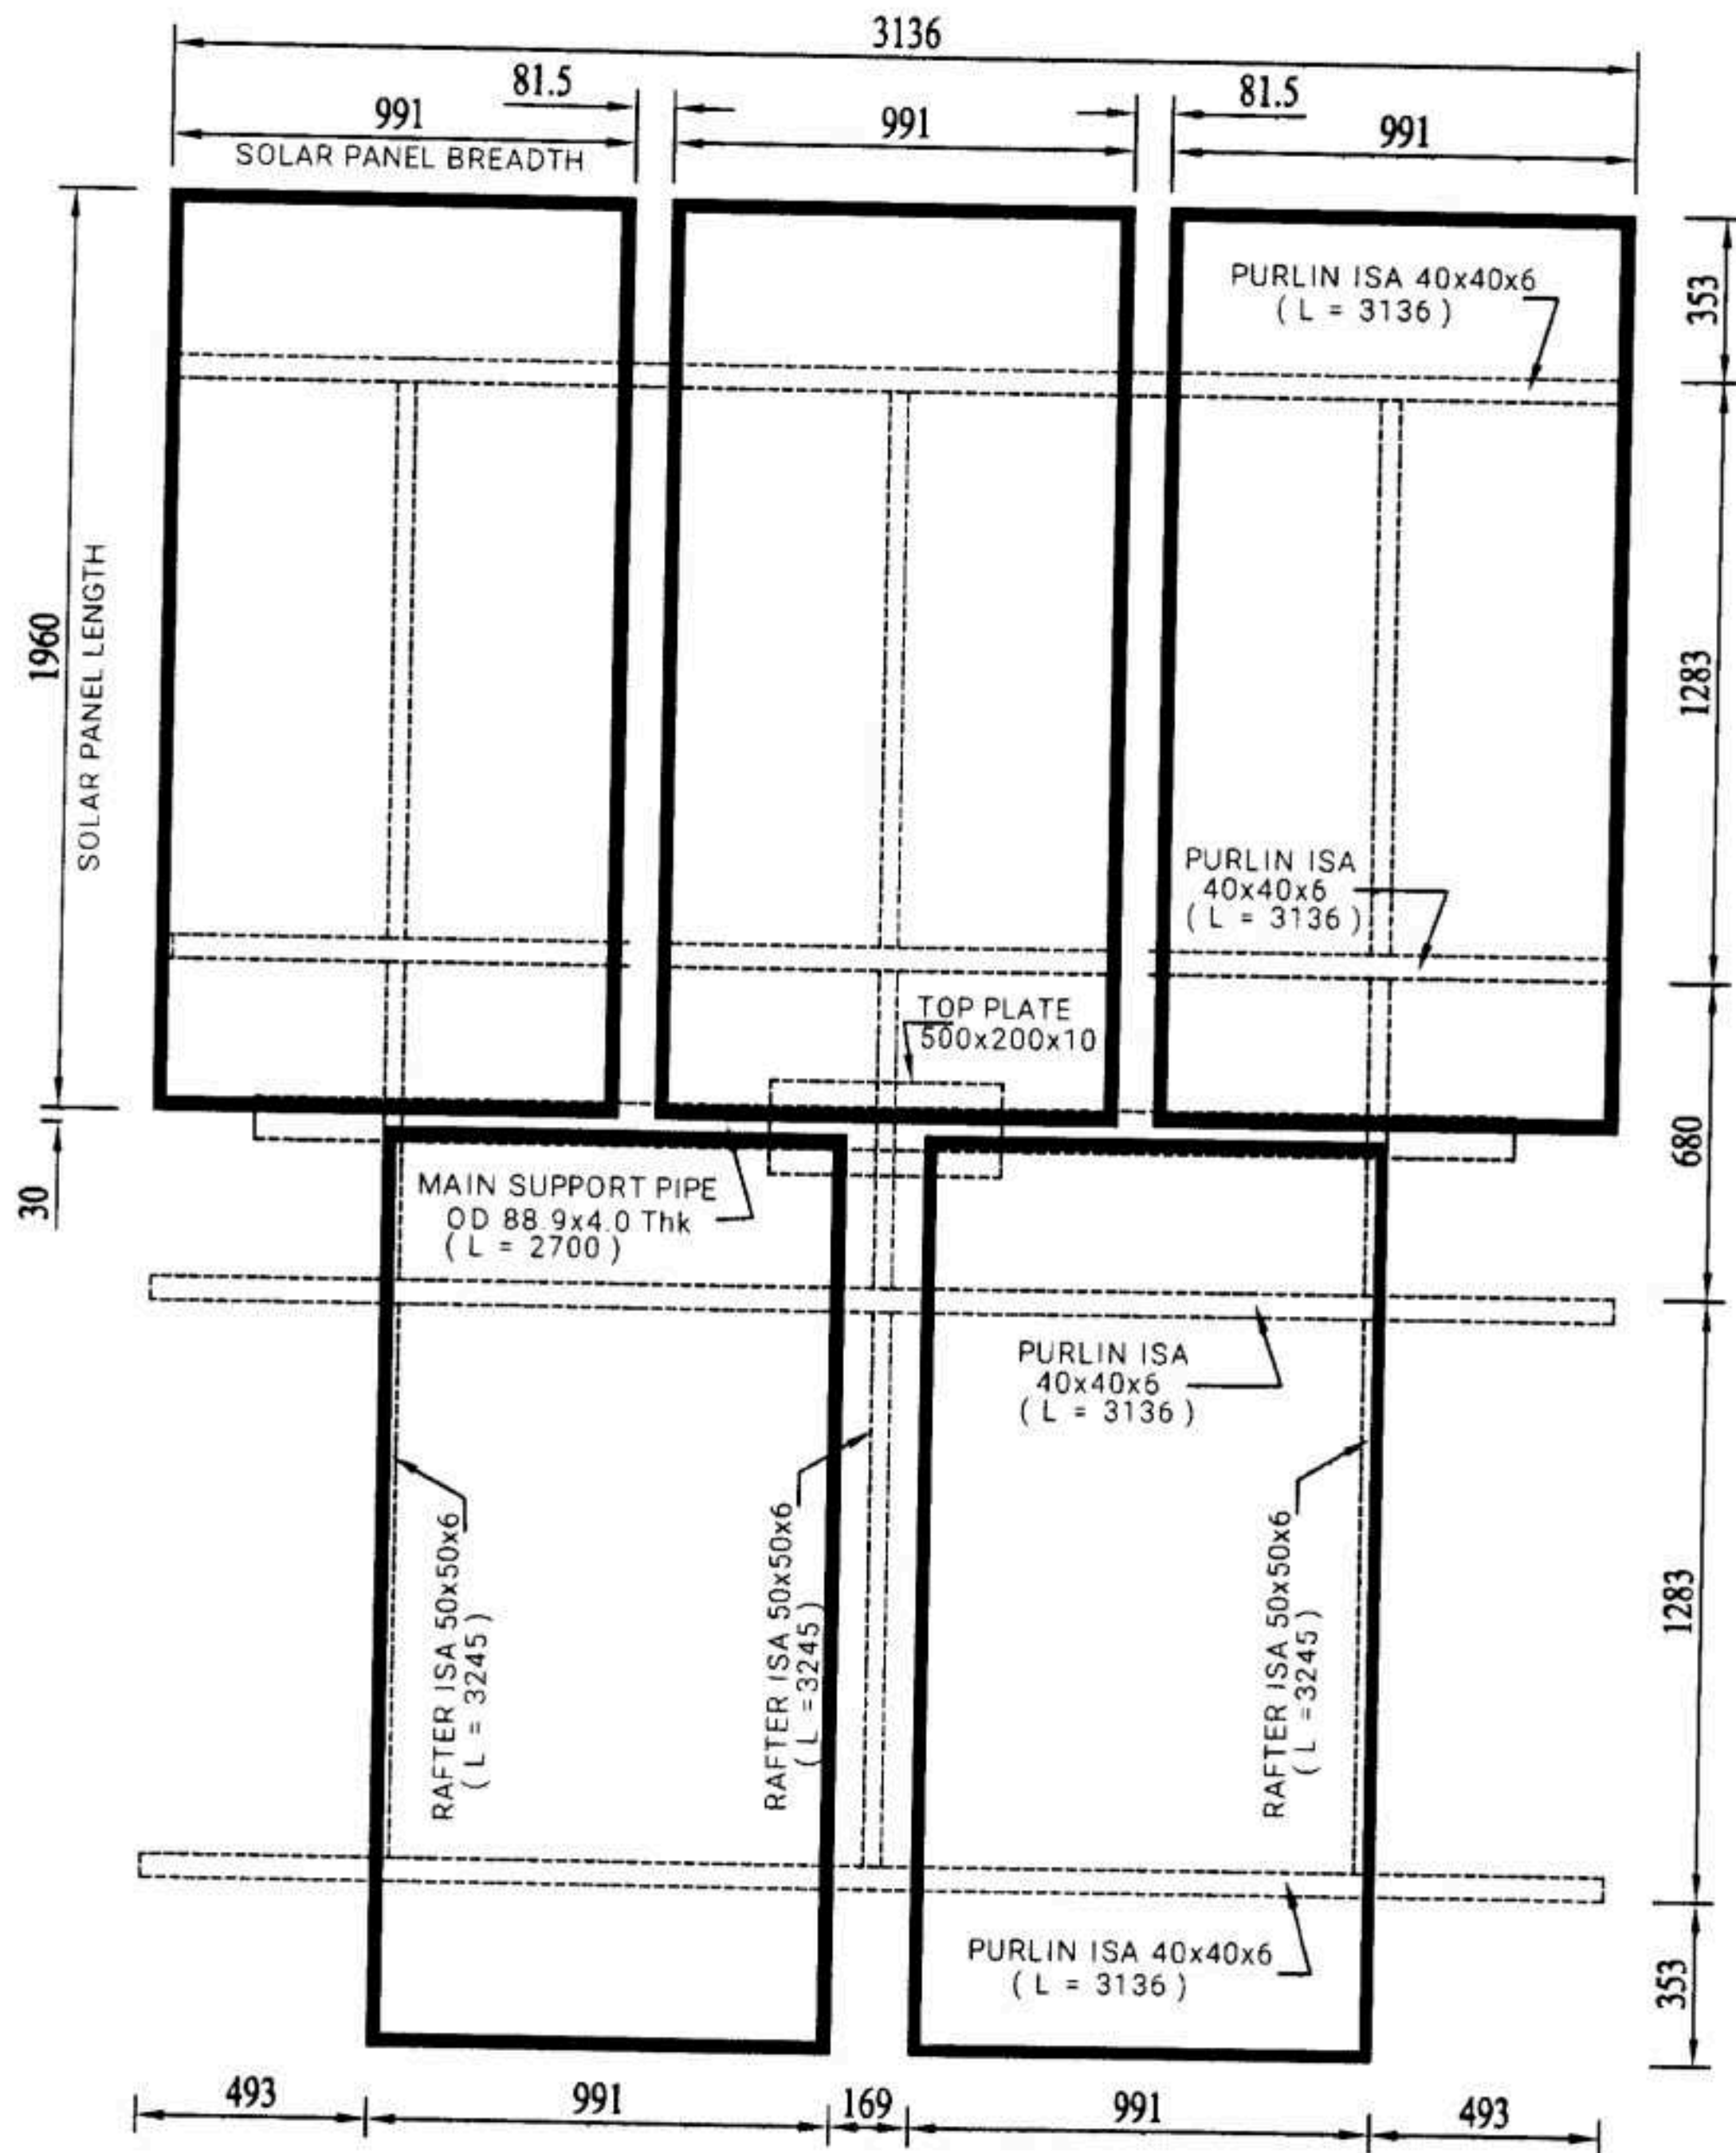 3136
81.5
81.5
991
991
991
SOLAR PANEL BREADTH
PURLIN ISA 40x40x6
( L = 3136 )
353
1960
SOLAR PANEL LENGTH
1283
PURLIN ISA
40x40x6
( L = 3136 )
TOP PLATE
500x200x10
680
30
MAIN SUPPORT PIPE
OD 88.9x4.0 Thk
( L = 2700 )
PURLIN ISA
40x40x6
( L = 3136 )
RAFTER ISA 50x50x6
( L = 3245 )
RAFTER ISA 50x50x6
( L =3245 )
RAFTER ISA 50x50x6
( L =3245 )
1283
PURLIN ISA 40x40x6
( L = 3136 )
353
493
991
169
991
493